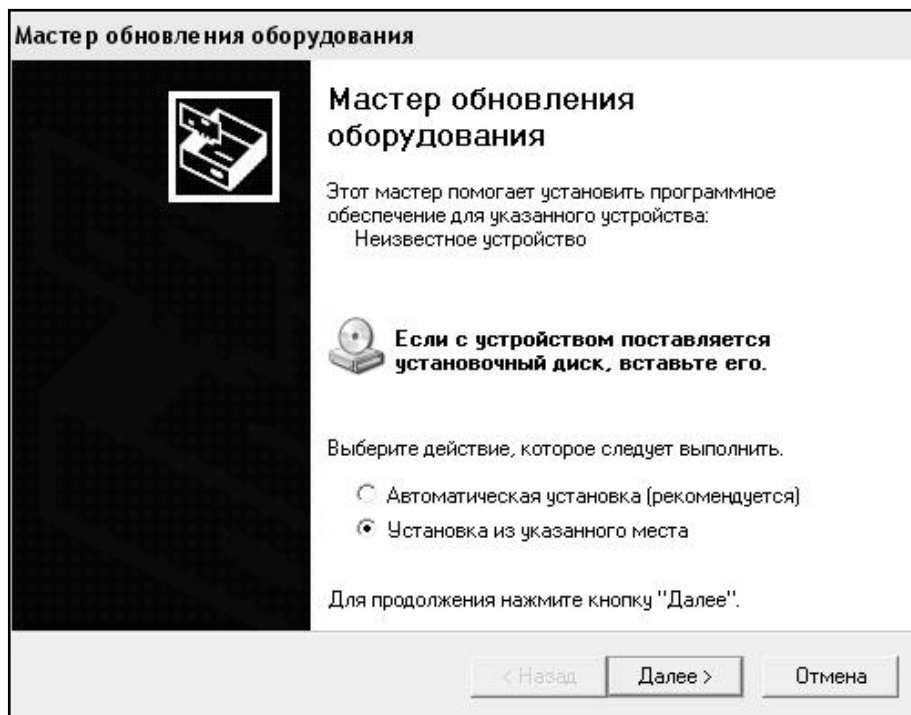 Мастер обновления оборудования
Мастер обновления
оборудования
Этот мастер помогает установить программное
обеспечение для указанного устройства:
Неизвестное устройство
Если с устройством поставляется
установочный диск, вставьте его.
Выберите действие, которое следует выполнить.
Автоматическая установка (рекомендуется)
Установка из указанного места
Для продолжения нажмите кнопку "Далее".
< Назад Далее > Отмена